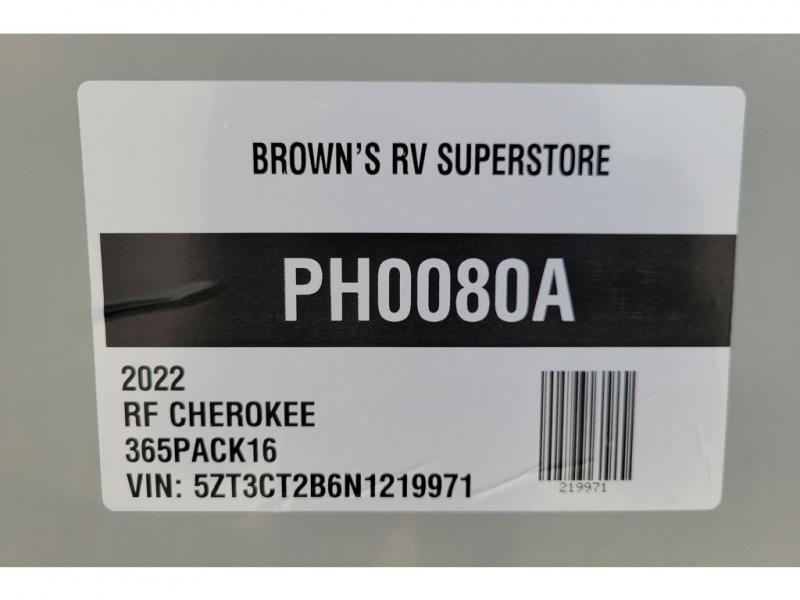 BROWN'S RV SUPERSTORE
PH0080A
2022
RF CHEROKEE
365PACK16
VIN: 5ZT3CT2B6N1219971
219971